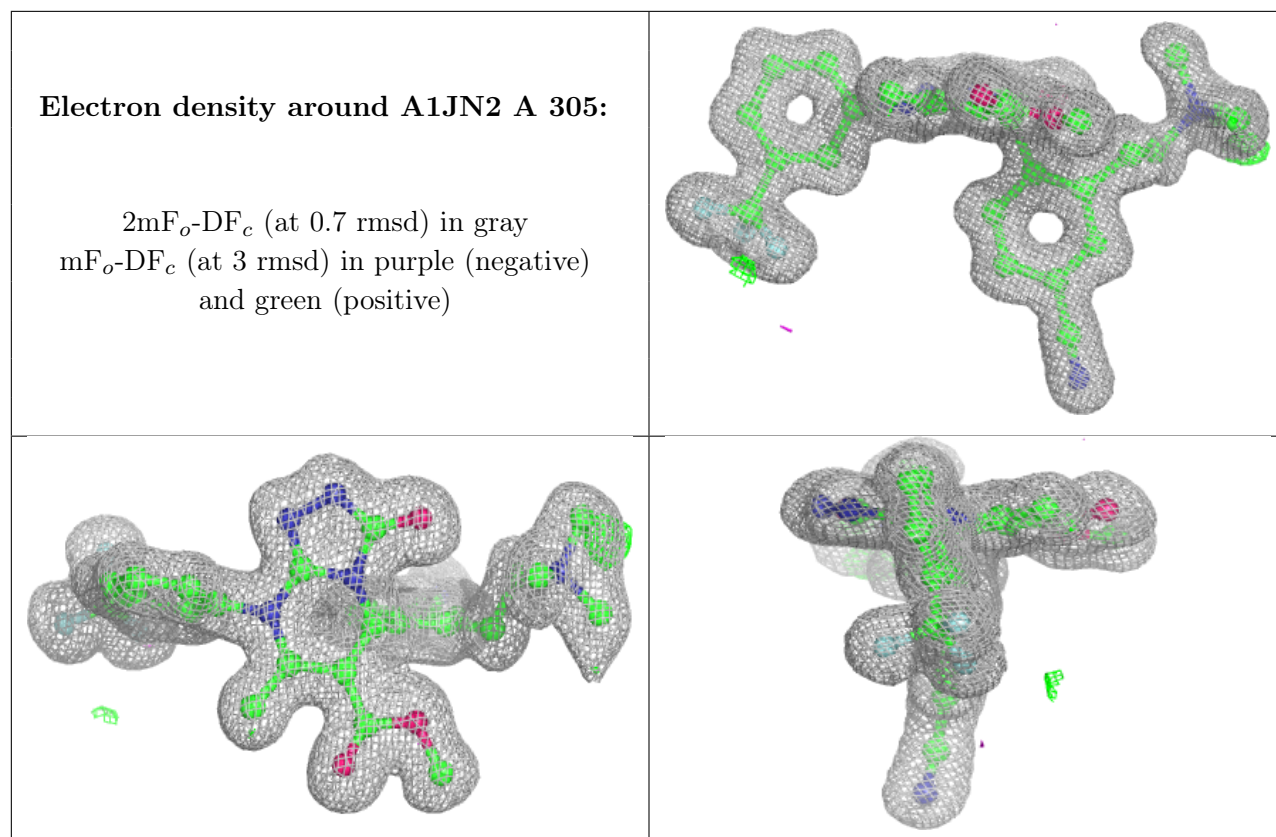 Electron density around A1JN2 A 305:
2mFo-DFc (at 0.7 rmsd) in gray
mFo-DFc (at 3 rmsd) in purple (negative)
and green (positive)